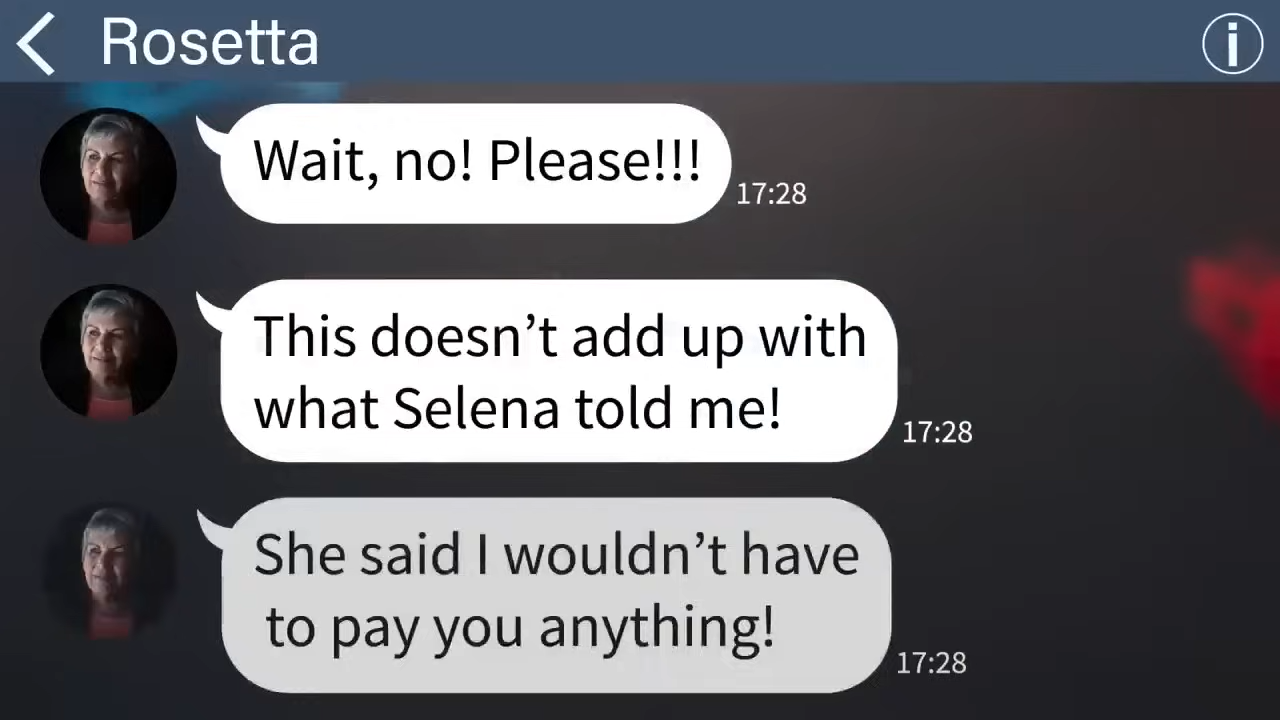 Rosetta
Wait, no! Please!!!
17:28
This doesn’t add up with
what Selena told me!
17:28
She said I wouldn’t have
to pay you anything!
17:28